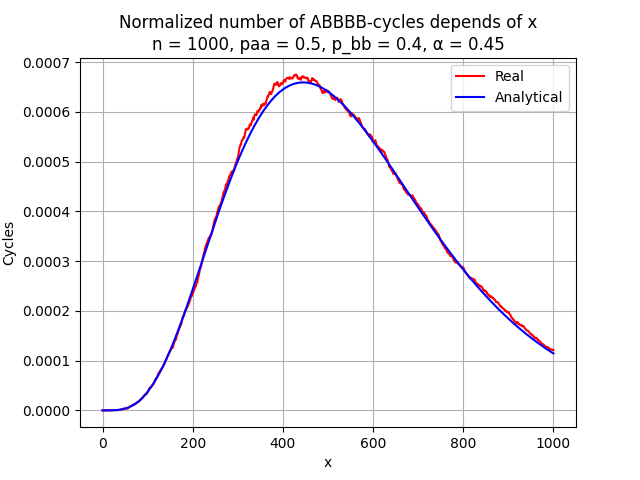 Normalized number of ABBBB-cycles depends of x
n = 1000, paa = 0.5, p_bb = 0.4, α = 0.45
Real
Analytical
Cycles
0.0007
0.0006
0.0005
0.0004
0.0003
0.0002
0.0001
0.0000
0 200 400 600 800 1000
x